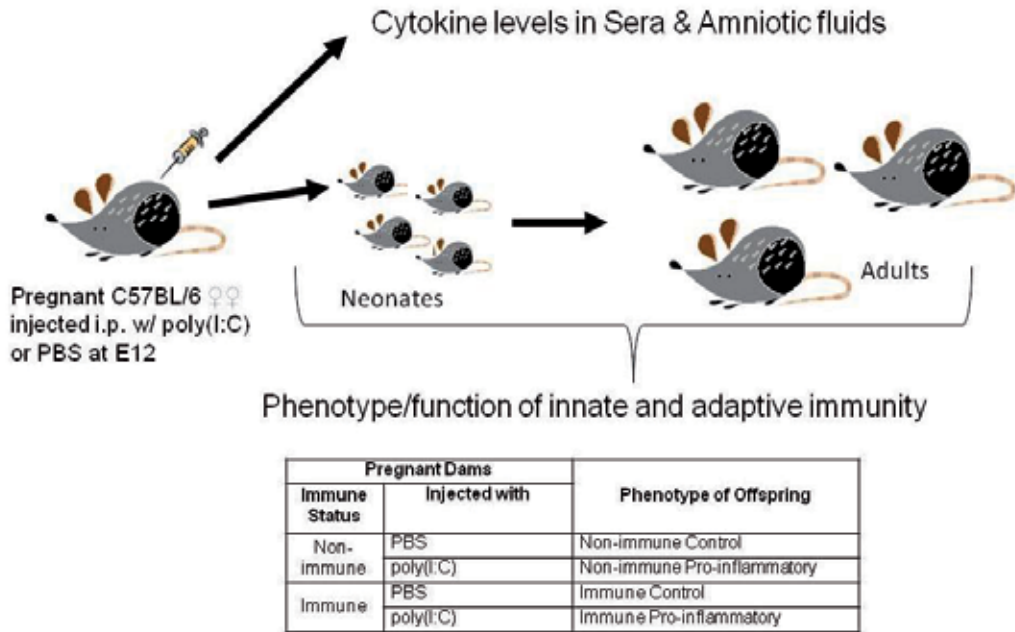 Cytokine levels in Sera & Amniotic fluids
Pregnant C57BL/6 ♀♀
injected i.p. w/ poly(I:C)
or PBS at E12
Neonates
Adults
Phenotype/function of innate and adaptive immunity
Pregnant Dams
Phenotype of Offspring
Immune Status
Injected with
Non-immune
PBS
Non-immune Control
poly(I:C)
Non-immune Pro-inflammatory
Immune
PBS
Immune Control
poly(I:C)
Immune Pro-inflammatory